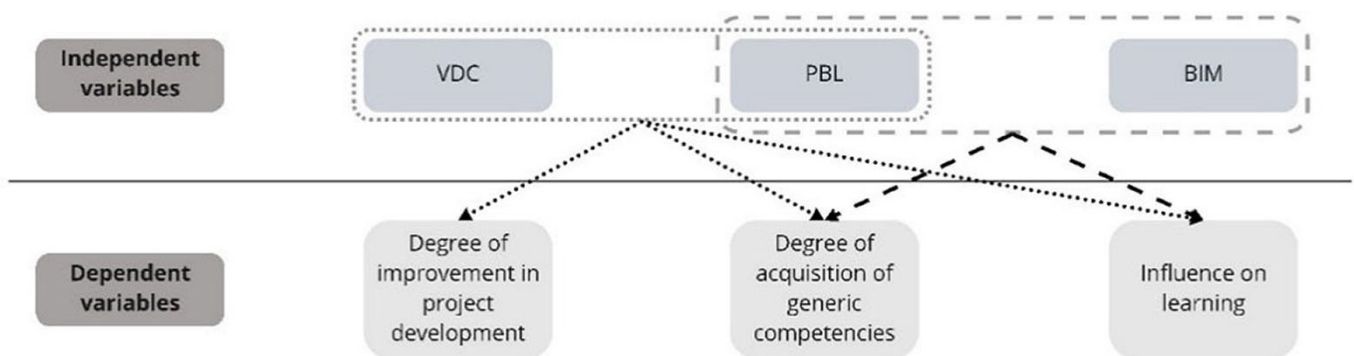 Independent
variables
VDC
PBL
BIM
Dependent
variables
Degree of
improvement in
project
development
Degree of
acquisition of
generic
competencies
Influence on
learning